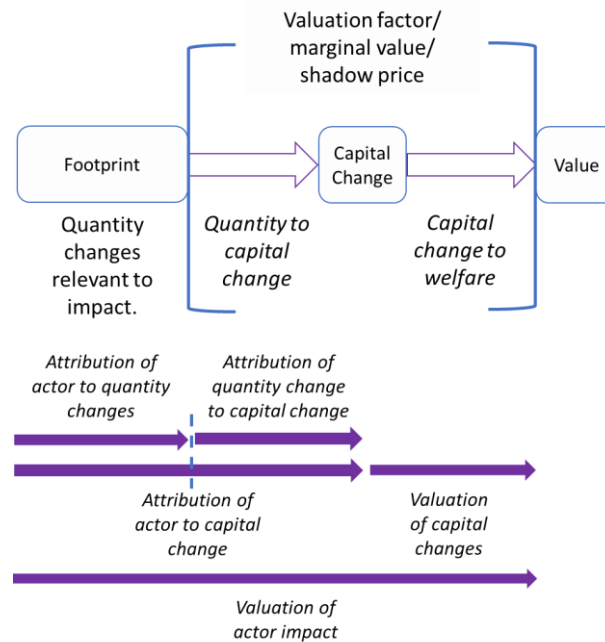 Valuation factor/
marginal value/
shadow price
Footprint
Capital
Change
Value
Quantity
changes
relevant to
impact.
Quantity to
capital
change
Capital
change to
welfare
Attribution of
actor to quantity
changes
Attribution of
quantity change
to capital change
Attribution of
actor to capital
change
Valuation
of capital
changes
Valuation of
actor impact